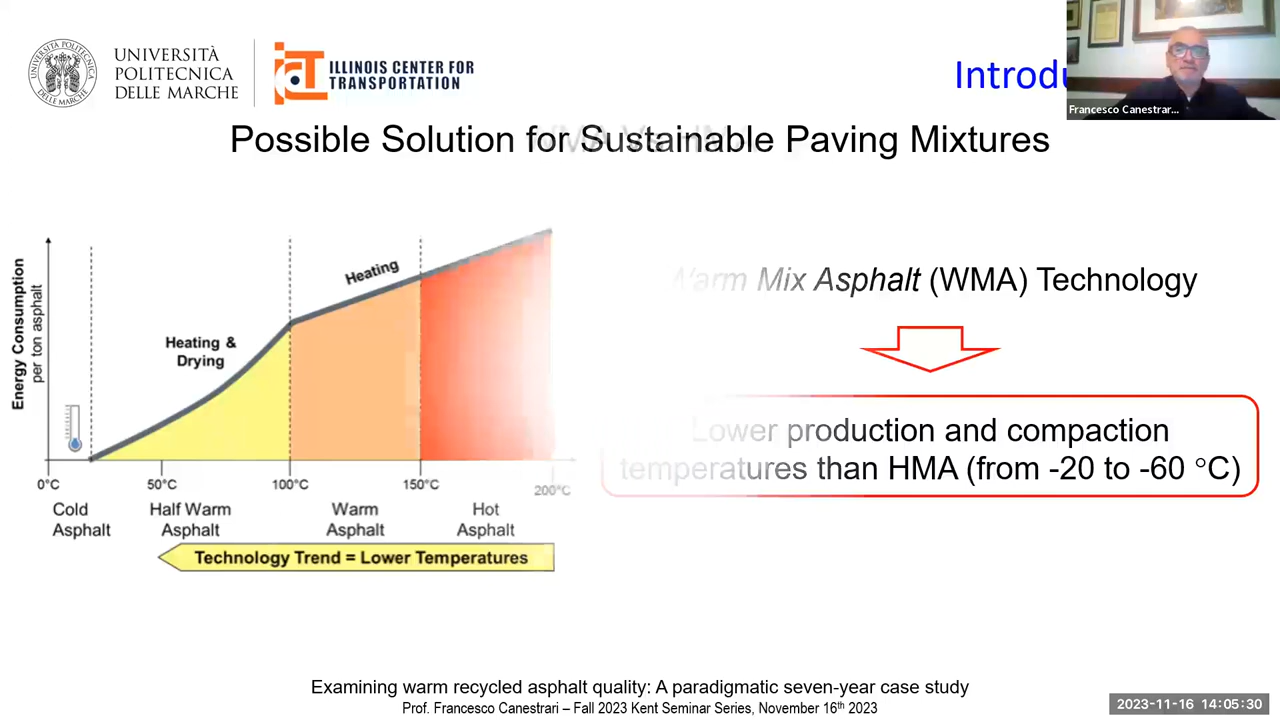 UNIVERSITÀ
POLITECNICA
DELLE MARCHE
ILLINOIS CENTER FOR
TRANSPORTATION
Francesco Canestrar...
Possible Solution for Sustainable Paving Mixtures
Energy Consumption
per ton asphalt
Heating &
Drying
Heating
0°C
50°C
100°C
150°C
200°C
Cold
Asphalt
Half Warm
Asphalt
Warm
Asphalt
Hot
Asphalt
Technology Trend = Lower Temperatures
Warm Mix Asphalt (WMA) Technology
Lower production and compaction
temperatures than HMA (from -20 to -60 °C)
Examining warm recycled asphalt quality: A paradigmatic seven-year case study
Prof. Francesco Canestrari – Fall 2023 Kent Seminar Series, November 16th 2023
2023-11-16 14:05:30